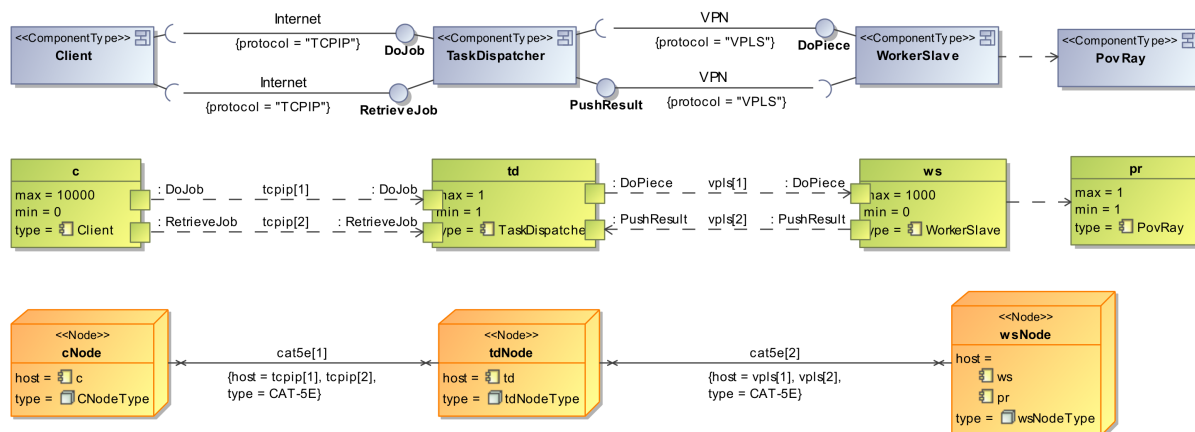 <<ComponentType>>
Client
Internet
{protocol = "TCPIP"}
DoJob
Internet
{protocol = "TCPIP"}
RetrieveJob
<<ComponentType>>
TaskDispatcher
VPN
{protocol = "VPLS"}
DoPiece
PushResult
VPN
{protocol = "VPLS"}
<<ComponentType>>
WorkerSlave
<<ComponentType>>
PovRay
c
max = 10000
min = 0
type = Client
: DoJob
tcpip[1]
: DoJob
: RetrieveJob
tcpip[2]
: RetrieveJob
td
max = 1
min = 1
type = TaskDispatche
: DoPiece
vpls[1]
: DoPiece
: PushResult
vpls[2]
: PushResult
ws
max = 1000
min = 0
type = WorkerSlave
pr
max = 1
min = 1
type = PovRay
<<Node>>
cNode
host = c
type = CNodeType
cat5e[1]
{host = tcpip[1], tcpip[2],
type = CAT-5E}
<<Node>>
tdNode
host = td
type = tdNodeType
cat5e[2]
{host = vpls[1], vpls[2],
type = CAT-5E}
<<Node>>
wsNode
host =
ws
pr
type = wsNodeType